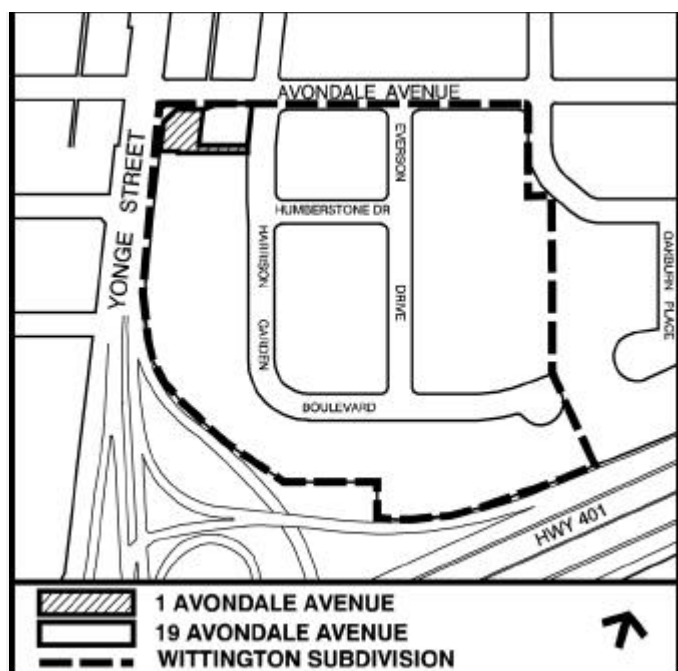 AVONDALE AVENUE
YONGE STREET
EVERSON
DRIVE
HUMBERSTONE DR
HARRISON GARDEN
BOULEVARD
OAKBURN PLACE
HWY 401
1 AVONDALE AVENUE
19 AVONDALE AVENUE
WITTINGTON SUBDIVISION